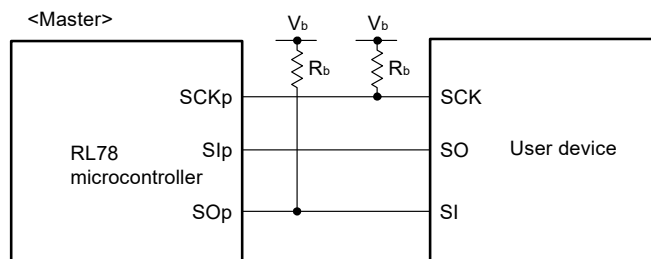 <Master>
Vb Vb
Rb Rb
SCKp SCK
RL78
microcontroller
SIp SO
User device
SOp SI